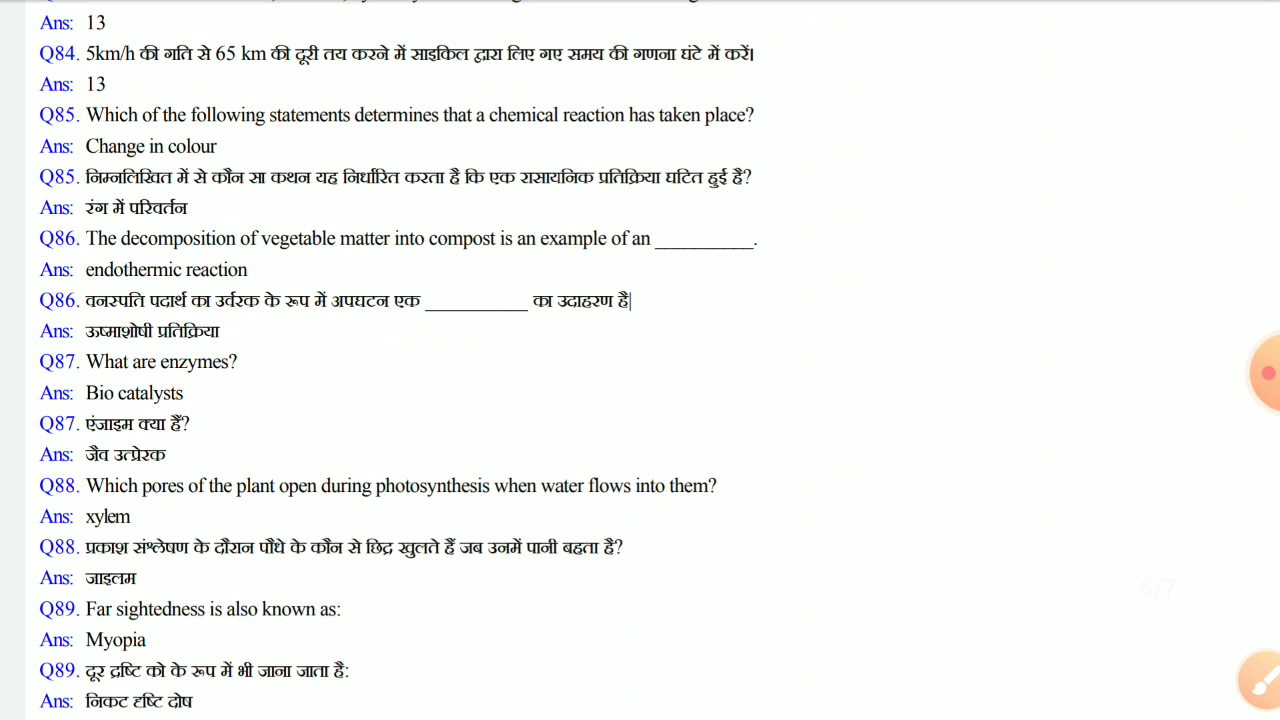 Ans: 13
Q84. 5km/h की गति से 65 km की दूरी तय करने में साइकिल द्वारा लिए गए समय की गणना घंटे में करें।
Ans: 13
Q85. Which of the following statements determines that a chemical reaction has taken place?
Ans: Change in colour
Q85. निम्नलिखित में से कौन सा कथन यह निर्धारित करता है कि एक रासायनिक प्रतिक्रिया घटित हुई है?
Ans: रंग में परिवर्तन
Q86. The decomposition of vegetable matter into compost is an example of an __________.
Ans: endothermic reaction
Q86. वनस्पति पदार्थ का उर्वरक के रूप में अपघटन एक __________ का उदाहरण है|
Ans: ऊष्माशोषी प्रतिक्रिया
Q87. What are enzymes?
Ans: Bio catalysts
Q87. एंजाइम क्या हैं?
Ans: जैव उत्प्रेरक
Q88. Which pores of the plant open during photosynthesis when water flows into them?
Ans: xylem
Q88. प्रकाश संश्लेषण के दौरान पौधे के कौन से छिद्र खुलते हैं जब उनमें पानी बहता है?
Ans: जाइलम
Q89. Far sightedness is also known as:
Ans: Myopia
Q89. दूर द्रष्टि को के रूप में भी जाना जाता है:
Ans: निकट दृष्टि दोष
6/7